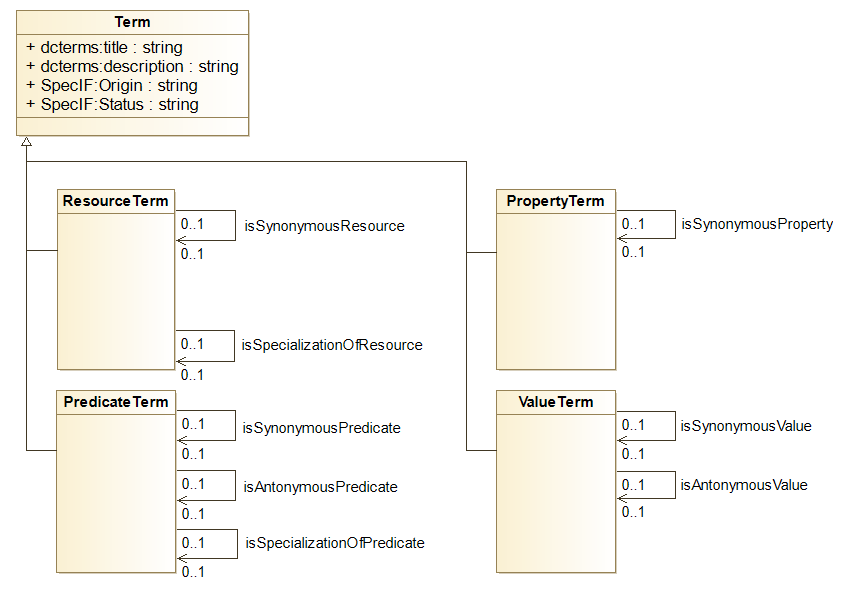 Term
+ dcterms:title : string
+ dcterms:description : string
+ SpecIF:Origin : string
+ SpecIF:Status : string
ResourceTerm
0..1
isSynonymousResource
0..1
0..1
isSpecializationOfResource
0..1
PropertyTerm
0..1
isSynonymousProperty
0..1
PredicateTerm
0..1
isSynonymousPredicate
0..1
0..1
isAntonymousPredicate
0..1
0..1
isSpecializationOfPredicate
0..1
ValueTerm
0..1
isSynonymousValue
0..1
0..1
isAntonymousValue
0..1